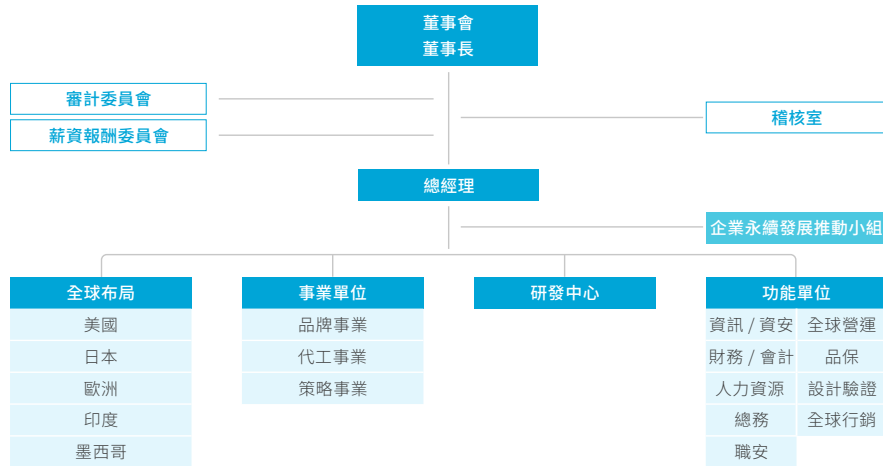 董事會
董事長
審計委員會
薪資報酬委員會
稽核室
總經理
企業永續發展推動小組
全球布局
美國
日本
歐洲
印度
墨西哥
事業單位
品牌事業
代工事業
策略事業
研發中心
功能單位
資訊 / 資安 全球營運
財務 / 會計 品保
人力資源 設計驗證
總務 全球行銷
職安